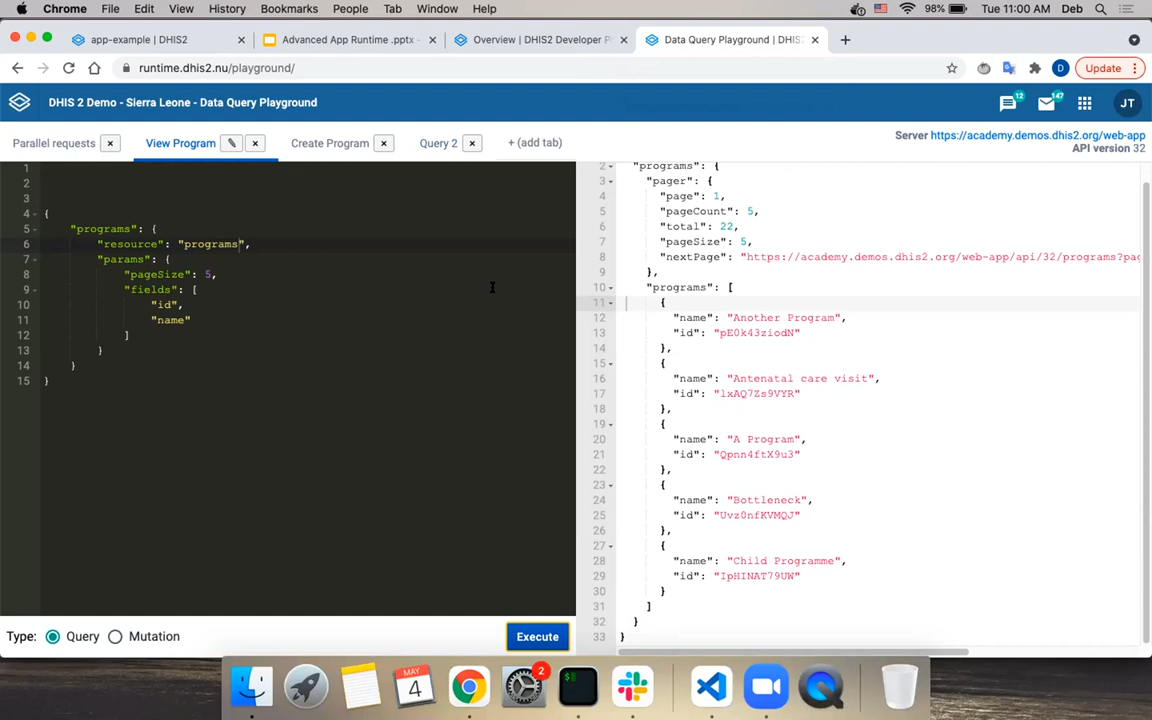 Chrome File Edit View History Bookmarks People Tab Window Help 98% Tue 11:00 AM Deb
app-example | DHIS2 Advanced App Runtime .pptx - Overview | DHIS2 Developer P Data Query Playground | DHIS
runtime.dhis2.nu/playground/ D Update
DHIS 2 Demo - Sierra Leone - Data Query Playground 12 147 JT
Parallel requests View Program Create Program Query 2 + (add tab)
Server https://academy.demos.dhis2.org/web-app
API version 32
1
2
3
4 {
5 "programs": {
6 "resource": "programs",
7 "params": {
8 "pageSize": 5,
9 "fields": [
10 "id",
11 "name"
12 ]
13 }
14 }
15 }
2 "programs": {
3 "pager": {
4 "page": 1,
5 "pageCount": 5,
6 "total": 22,
7 "pageSize": 5,
8 "nextPage": "https://academy.demos.dhis2.org/web-app/api/32/programs?pag
9 },
10 "programs": [
11 {
12 "name": "Another Program",
13 "id": "pE0k43ziodN"
14 },
15 {
16 "name": "Antenatal care visit",
17 "id": "lxAQ7Zs9VYR"
18 },
19 {
20 "name": "A Program",
21 "id": "Qpnn4ftX9u3"
22 },
23 {
24 "name": "Bottleneck",
25 "id": "Uvz0nfKVMQJ"
26 },
27 {
28 "name": "Child Programme",
29 "id": "IpHINAT79UW"
30 }
31 ]
32 }
33 }
Type: Query Mutation Execute
MAY
4
2